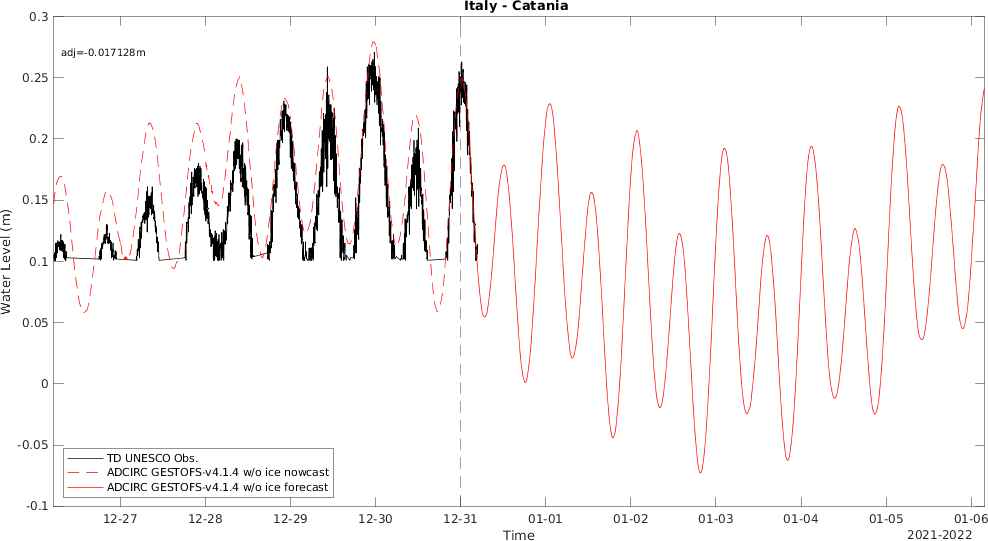 Italy - Catania
0.3
adj=-0.017128m
0.25
0.2
0.15
0.1
0.05
0
-0.05
-0.1
Water Level (m)
TD UNESCO Obs.
ADCIRC GESTOFS-v4.1.4 w/o ice nowcast
ADCIRC GESTOFS-v4.1.4 w/o ice forecast
12-27 12-28 12-29 12-30 12-31 01-01 01-02 01-03 01-04 01-05 01-06
Time
2021-2022